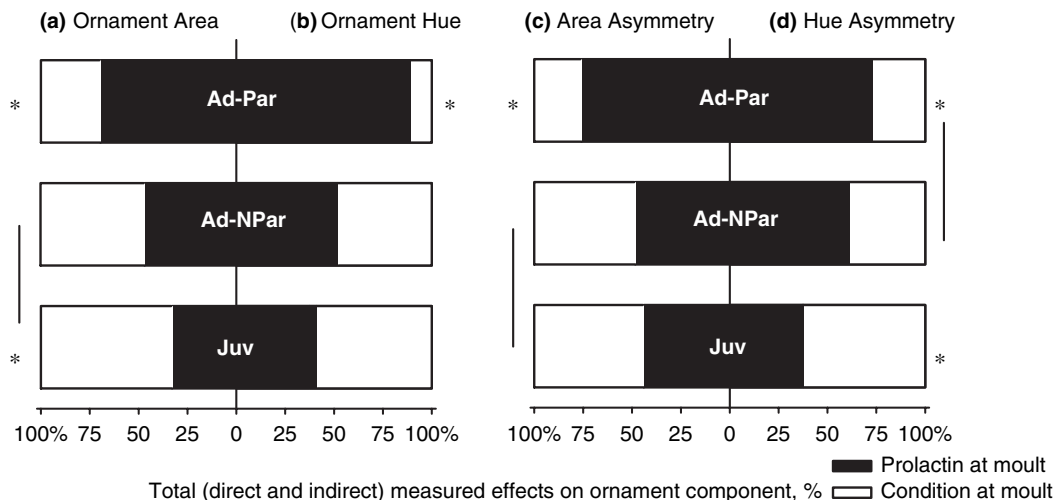 (a) Ornament Area (b) Ornament Hue (c) Area Asymmetry (d) Hue Asymmetry
* Ad-Par * * Ad-Par *
Ad-NPar Ad-NPar
Juv Juv
* *
100% 75 50 25 0 25 50 75 100% 100% 75 50 25 0 25 50 75 100%
Prolactin at moult
Total (direct and indirect) measured effects on ornament component, % Condition at moult